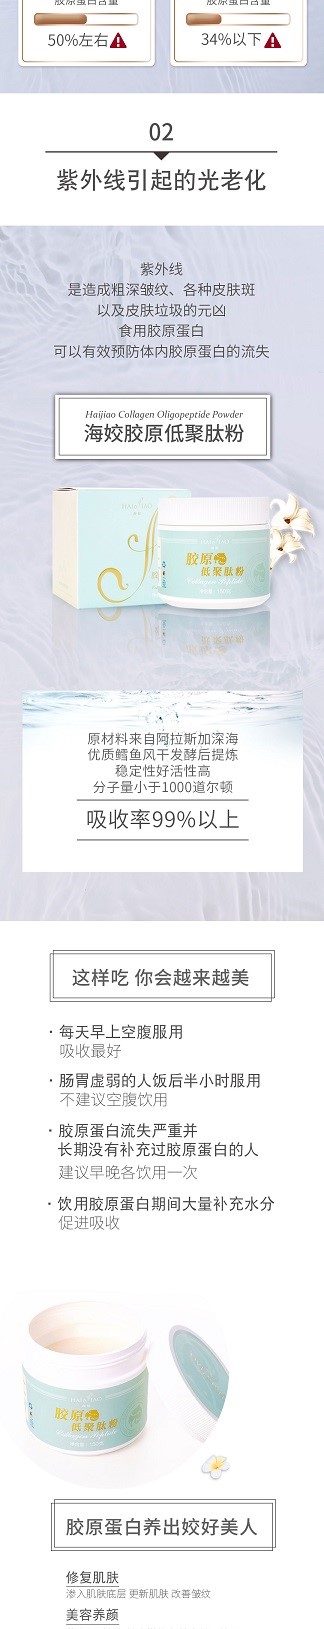 胶原蛋白含量
胶原蛋白含量
50%左右
34%以下
02
紫外线引起的光老化
紫外线
是造成粗深皱纹、各种皮肤斑
以及皮肤垃圾的元凶
食用胶原蛋白
可以有效预防体内胶原蛋白的流失
Haijiao Collagen Oligopeptide Powder
海姣胶原低聚肽粉
HAIJIAO
胶原
低聚肽粉
Collagen Peptide
原材料来自阿拉斯加深海
优质鳕鱼风干发酵后提炼
稳定性好活性高
分子量小于1000道尔顿
吸收率99%以上
这样吃 你会越来越美
· 每天早上空腹服用
吸收最好
· 肠胃虚弱的人饭后半小时服用
不建议空腹饮用
· 胶原蛋白流失严重并
长期没有补充过胶原蛋白的人
建议早晚各饮用一次
· 饮用胶原蛋白期间大量补充水分
促进吸收
胶原
低聚肽粉
Collagen Peptide
胶原蛋白养出姣好美人
修复肌肤
渗入肌肤底层 更新肌肤 改善皱纹
美容养颜